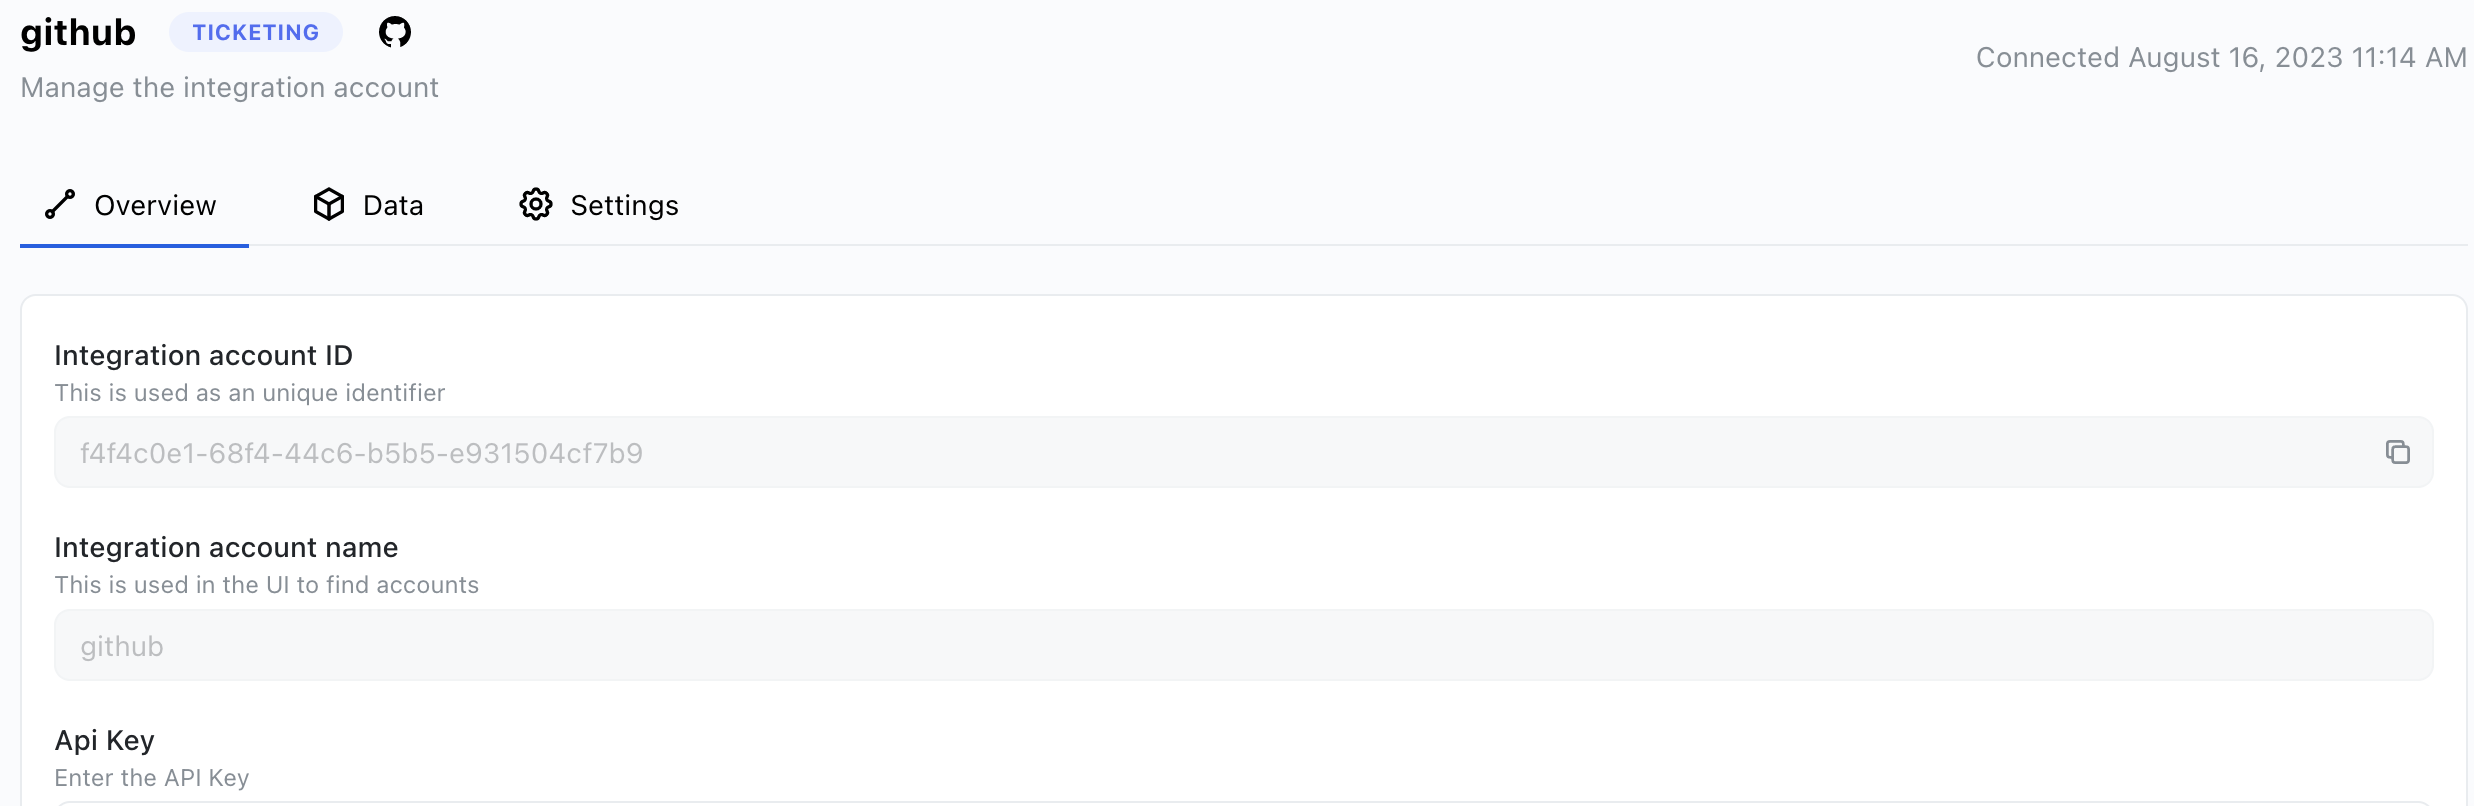 github TICKETING
Connected August 16, 2023 11:14 AM
Manage the integration account
Overview Data Settings
Integration account ID
This is used as an unique identifier
f4f4c0e1-68f4-44c6-b5b5-e931504cf7b9
Integration account name
This is used in the UI to find accounts
github
Api Key
Enter the API Key